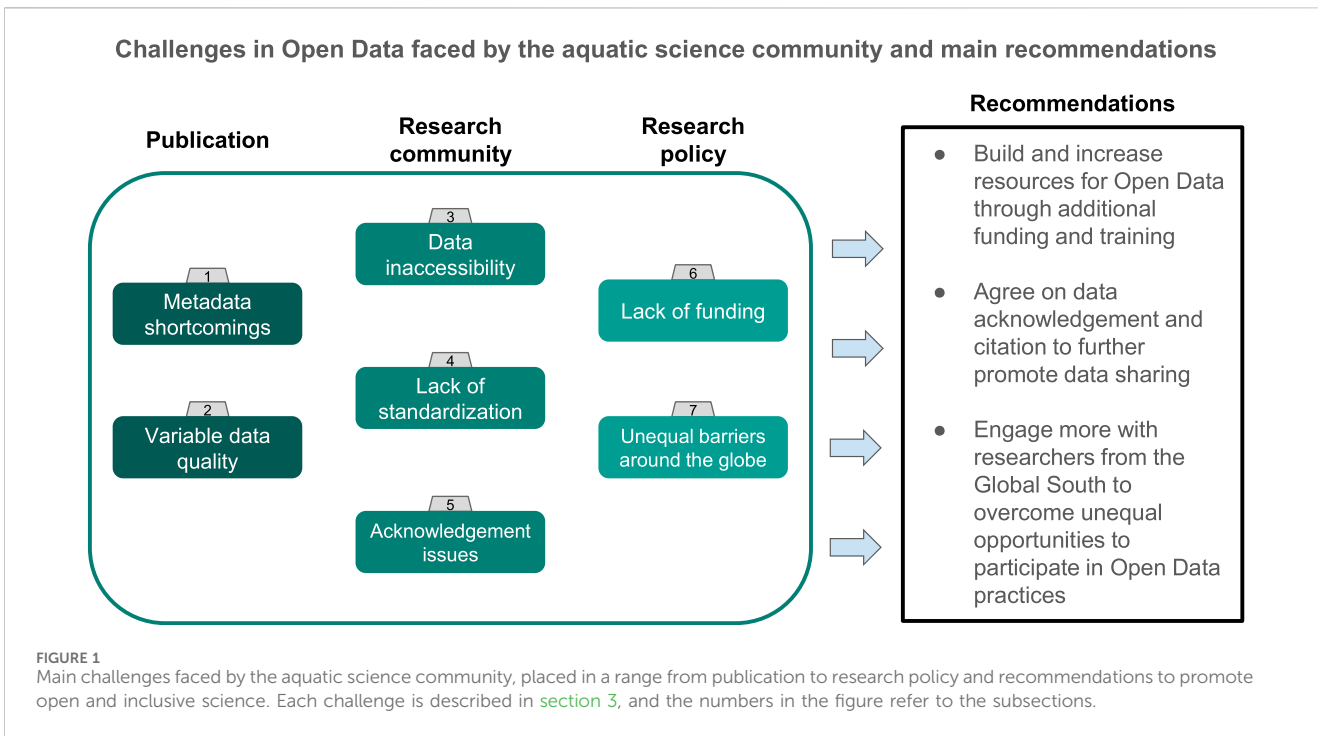 Challenges in Open Data faced by the aquatic science community and main recommendations
Publication
Research
community
Research
policy
1
Metadata
shortcomings
2
Variable data
quality
3
Data
inaccessibility
4
Lack of
standardization
5
Acknowledgement
issues
6
Lack of funding
7
Unequal barriers
around the globe
Recommendations
● Build and increase
resources for Open Data
through additional
funding and training
● Agree on data
acknowledgement and
citation to further
promote data sharing
● Engage more with
researchers from the
Global South to
overcome unequal
opportunities to
participate in Open Data
practices
FIGURE 1
Main challenges faced by the aquatic science community, placed in a range from publication to research policy and recommendations to promote
open and inclusive science. Each challenge is described in section 3, and the numbers in the figure refer to the subsections.